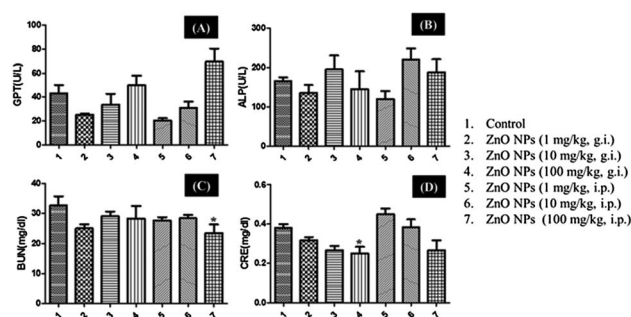 (A)
GPT(U/L)
100
80
60
40
20
0
1 2 3 4 5 6 7
(B)
ALP(U/L)
300
200
100
0
1 2 3 4 5 6 7
(C)
BUN(mg/dl)
40
30
20
10
0
*
1 2 3 4 5 6 7
(D)
CRE(mg/dl)
0.6
0.4
0.2
0.0
*
1 2 3 4 5 6 7
1. Control
2. ZnO NPs (1 mg/kg, g.i.)
3. ZnO NPs (10 mg/kg, g.i.)
4. ZnO NPs (100 mg/kg, g.i.)
5. ZnO NPs (1 mg/kg, i.p.)
6. ZnO NPs (10 mg/kg, i.p.)
7. ZnO NPs (100 mg/kg, i.p.)